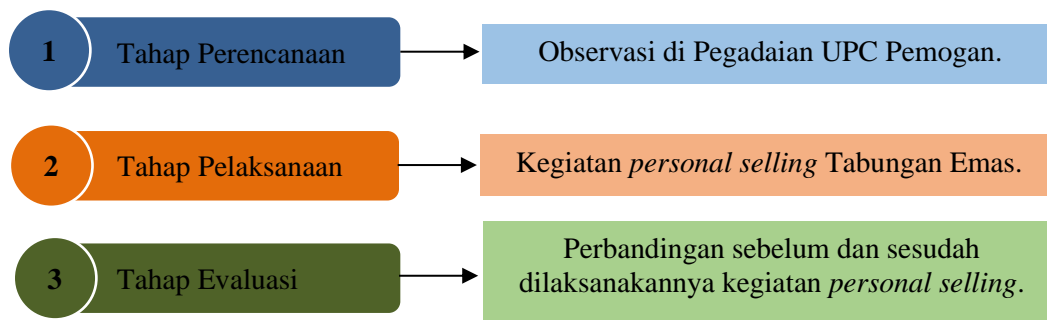 1 Tahap Perencanaan Observasi di Pegadaian UPC Pemogan.
2 Tahap Pelaksanaan Kegiatan personal selling Tabungan Emas.
3 Tahap Evaluasi Perbandingan sebelum dan sesudah
dilaksanakannya kegiatan personal selling.